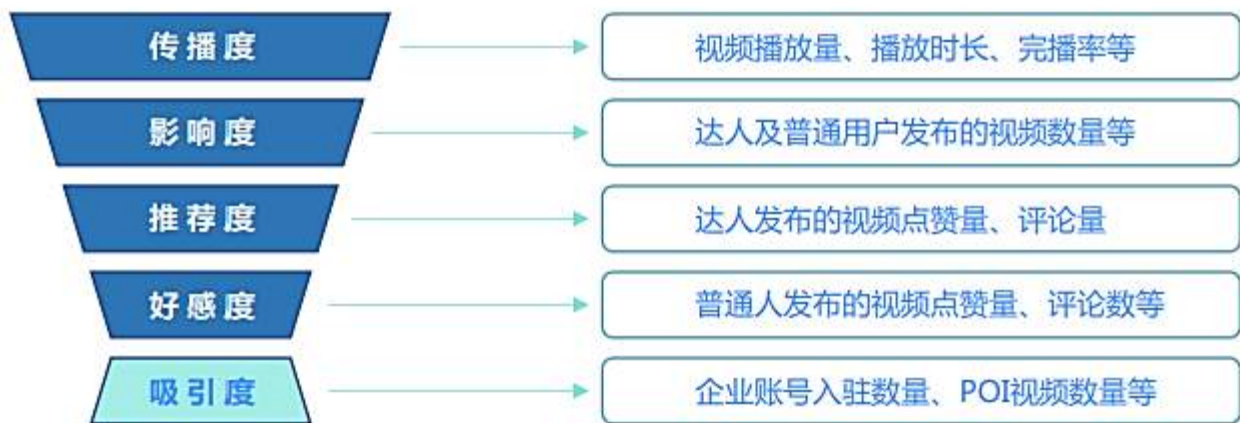 传播度
视频播放量、播放时长、完播率等
影响度
达人及普通用户发布的视频数量等
推荐度
达人发布的视频点赞量、评论量
好感度
普通人发布的视频点赞量、评论数等
吸引度
企业账号入驻数量、POI视频数量等